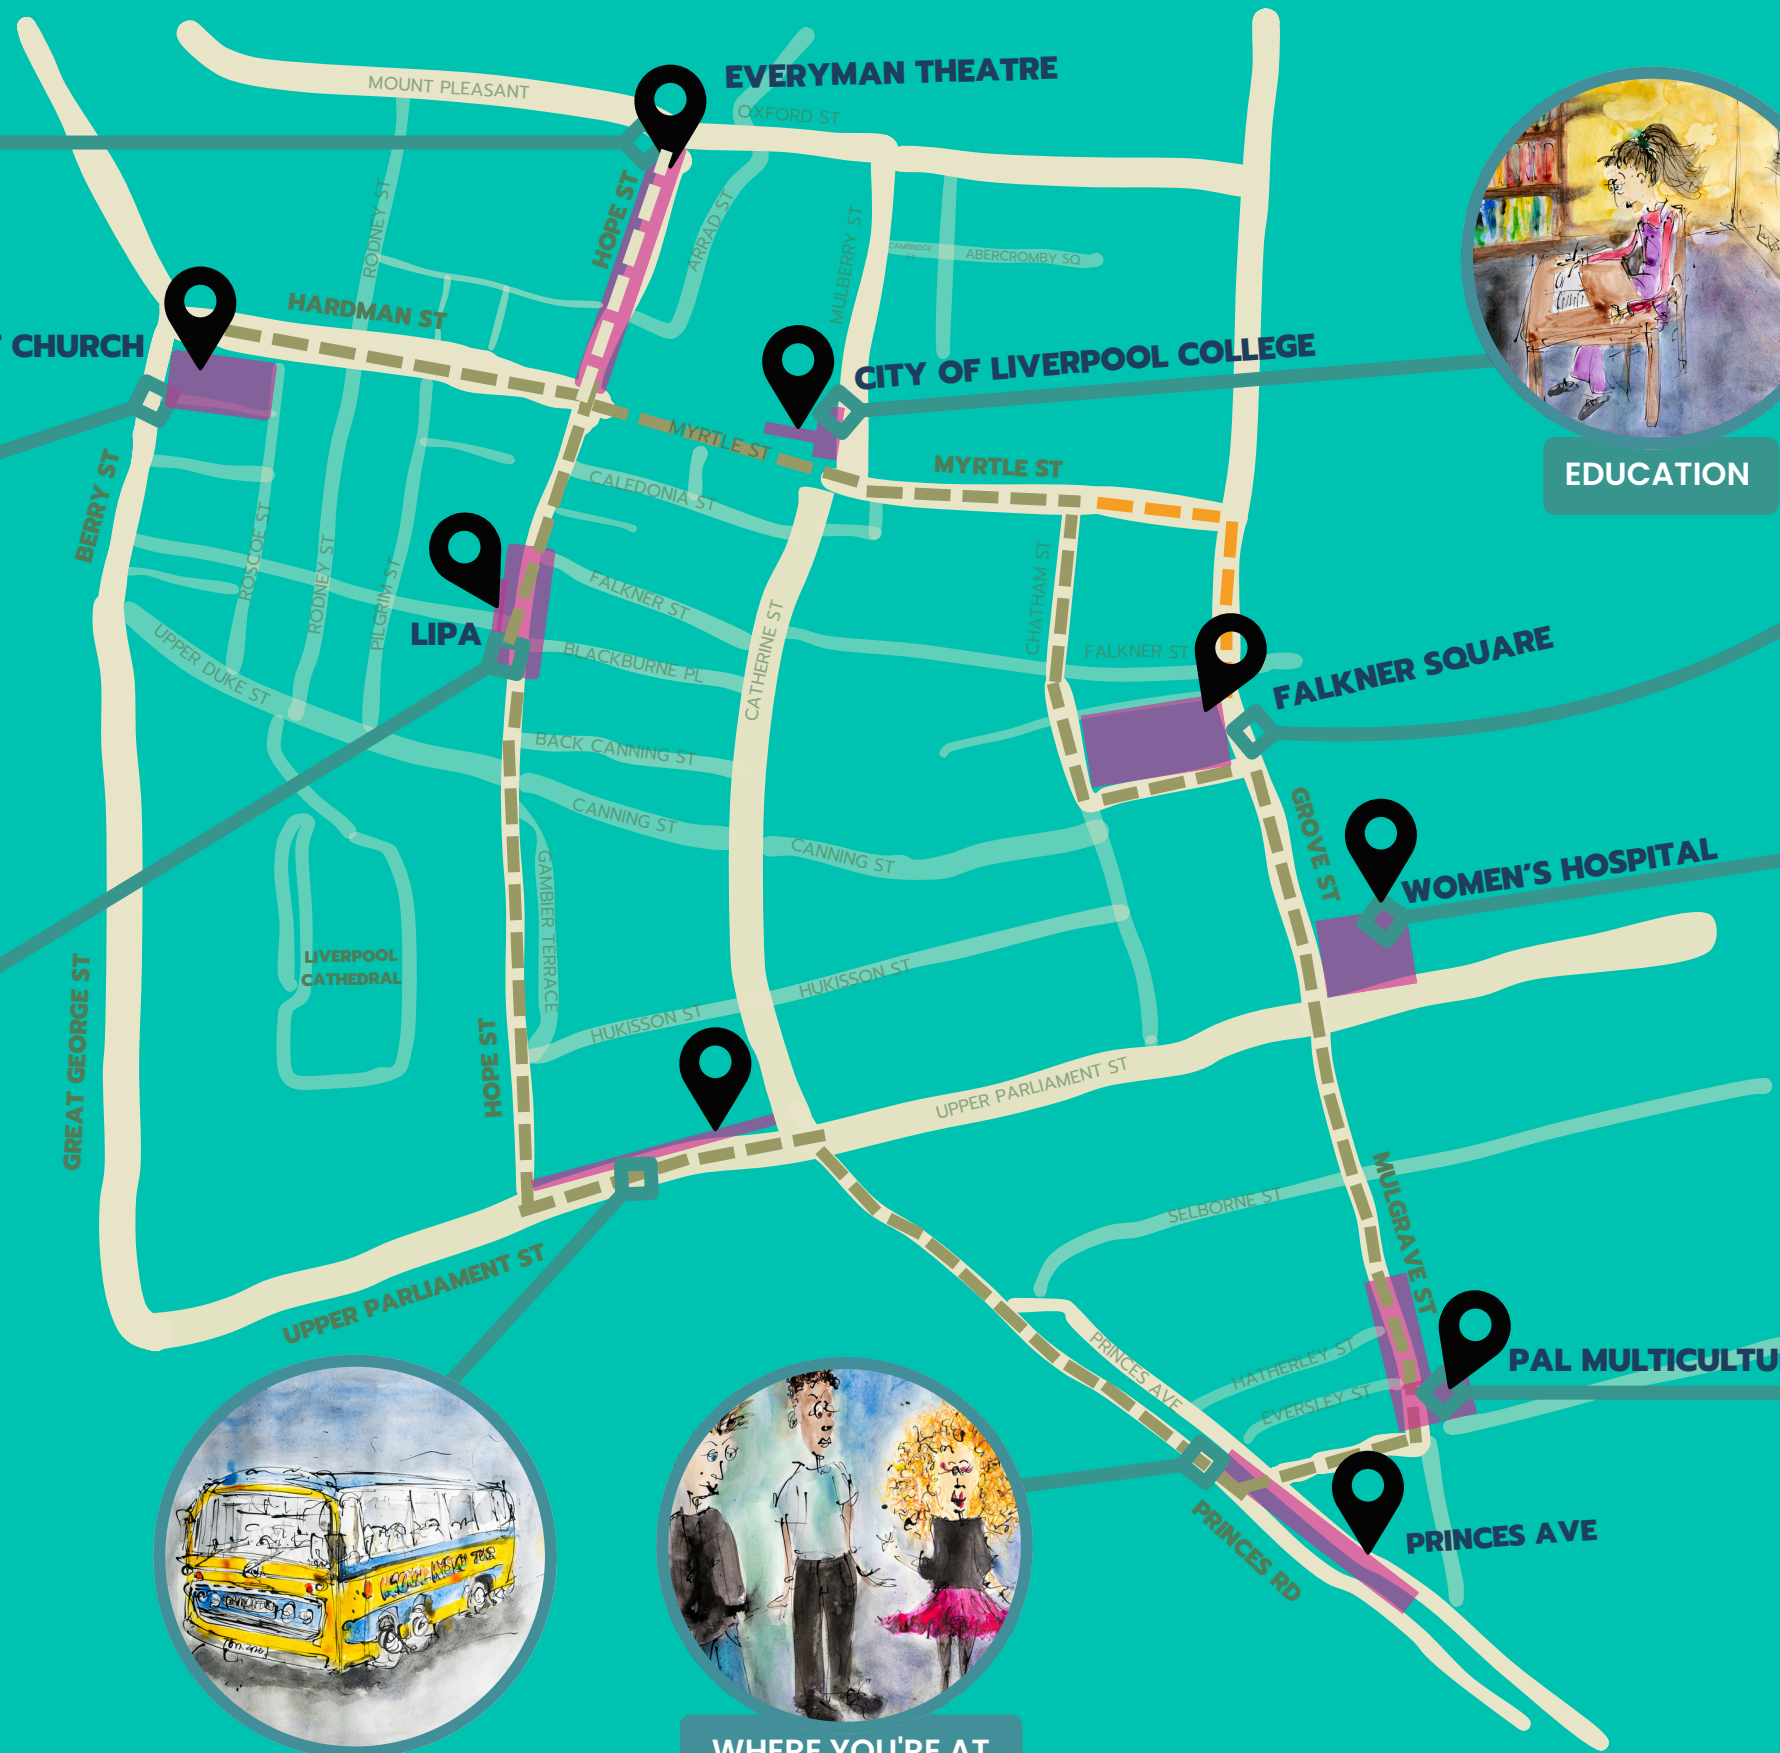 EVERYMAN THEATRE
MOUNT PLEASANT
OXFORD ST
HOPE ST
RODNEY ST
ARRAD ST
MULBERRY ST
CAMBRIDGE
ABERCROMBY SQ
HARDMAN ST
CHURCH
CITY OF LIVERPOOL COLLEGE
MYRTLE ST
MYRTLE ST
EDUCATION
BERRY ST
CALEDONIA ST
ROSCOE ST
RODNEY ST
PILGRIM ST
LIPA
FALKNER ST
CHATHAM ST
FALKNER ST
FALKNER SQUARE
UPPER DUKE ST
BLACKBURNE PL
CATHERINE ST
BACK CANNING ST
CANNING ST
CANNING ST
GROVE ST
WOMEN'S HOSPITAL
GAMBIER TERRACE
LIVERPOOL
CATHEDRAL
GREAT GEORGE ST
HUKISSON ST
HUKISSON ST
HOPE ST
UPPER PARLIAMENT ST
UPPER PARLIAMENT ST
SELBORNE ST
MULGRAVE ST
PRINCES AVE
HATHERLEY ST
EVERSLEY ST
PAL MULTICULTU
PRINCES RD
PRINCES AVE
WHERE YOU'RE AT